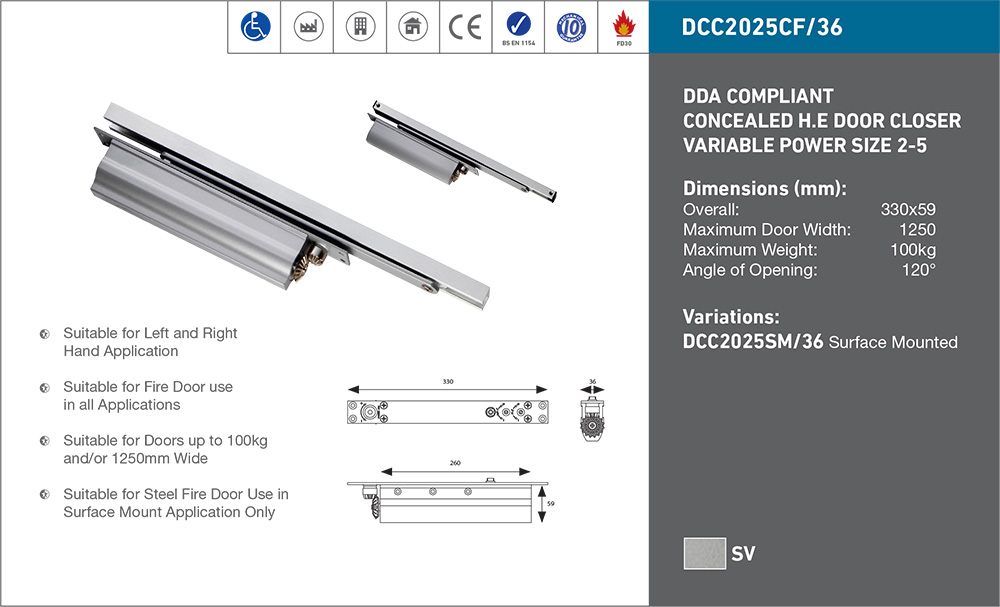 BS EN 1154
MECHANICAL
10
GUARANTEE
FD30
DCC2025CF/36
DDA COMPLIANT
CONCEALED H.E DOOR CLOSER
VARIABLE POWER SIZE 2-5
Dimensions (mm):
Overall: 330x59
Maximum Door Width: 1250
Maximum Weight: 100kg
Angle of Opening: 120°
Variations:
DCC2025SM/36 Surface Mounted
SV
Suitable for Left and Right
Hand Application
Suitable for Fire Door use
in all Applications
Suitable for Doors up to 100kg
and/or 1250mm Wide
Suitable for Steel Fire Door Use in
Surface Mount Application Only
330
36
260
59